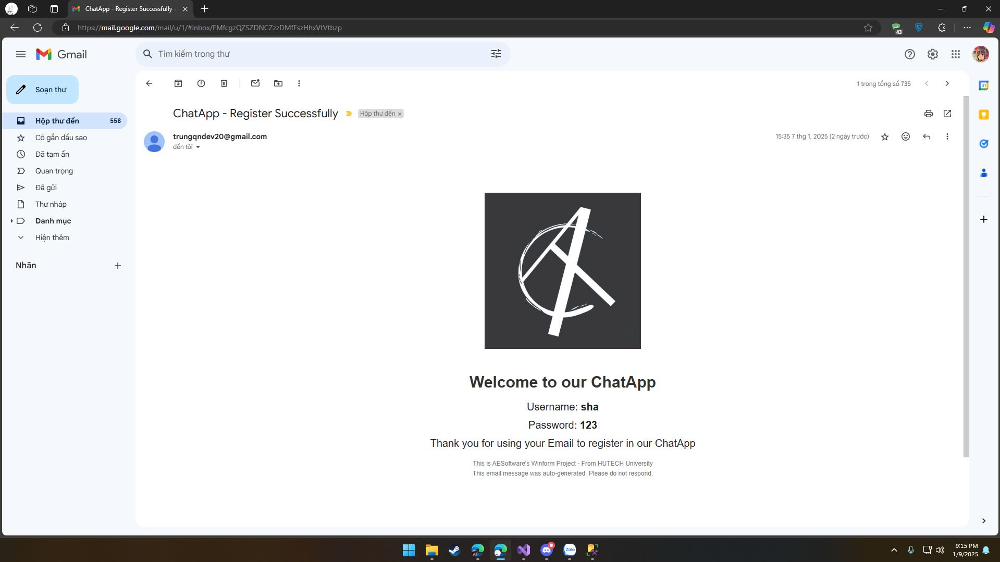 ChatApp - Register Successfully -
https://mail.google.com/mail/u/1/#inbox/FMfcgzQZSZDNCZzzDMfFszHhxVtVtbzp
43
Gmail
Tìm kiếm trong thư
31
Soạn thư
1 trong tổng số 735
ChatApp - Register Successfully
Hộp thư đến
Hộp thư đến 558
Có gắn dấu sao
Đã tạm ẩn
Quan trọng
Đã gửi
Thư nháp
Danh mục
Hiện thêm
Nhãn
trungqndev20@gmail.com
15:35 7 thg 1, 2025 (2 ngày trước)
đến tôi
Welcome to our ChatApp
Username: sha
Password: 123
Thank you for using your Email to register in our ChatApp
This is AESoftware's Winform Project - From HUTECH University
This email message was auto-generated. Please do not respond.
Zalo
9:15 PM
1/9/2025